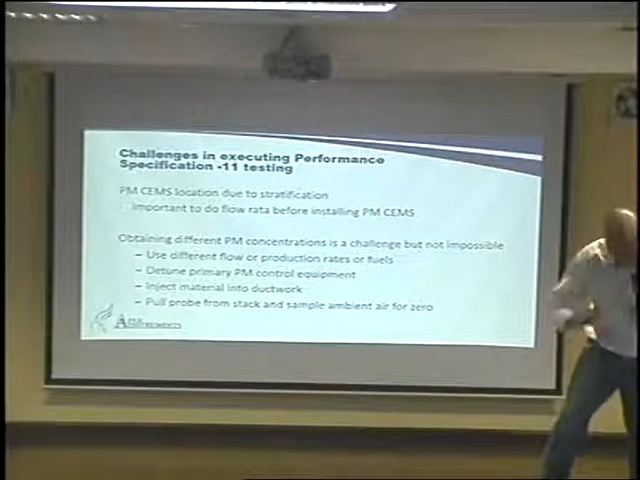 Challenges in executing Performance
Specification -11 testing
PM CEMS location due to stratification
Important to do flow rata before installing PM CEMS
Obtaining different PM concentrations is a challenge but not impossible
– Use different flow or production rates or fuels
– Detune primary PM control equipment
– Inject material into ductwork
– Pull probe from stack and sample ambient air for zero